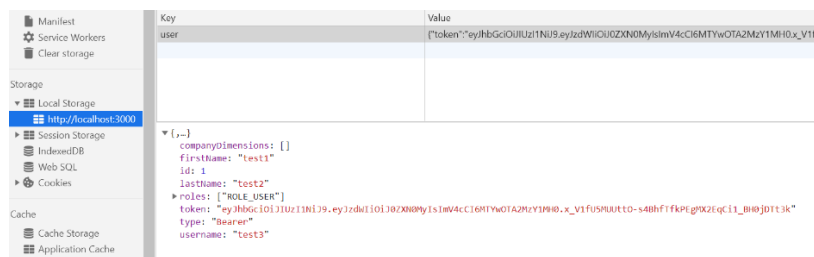 Manifest
Service Workers
Clear storage
Storage
Local Storage
http://localhost:3000
Session Storage
IndexedDB
Web SQL
Cookies
Cache
Cache Storage
Application Cache
Key Value
user {"token":"eyJhbGciOiJIUzI1NiJ9.eyJzdWIiOiJ0ZXN0MyIsImV4cCI6MTYwOTA2MzY1MH0.x_V1f
{,…}
companyDimensions: []
firstName: "test1"
id: 1
lastName: "test2"
roles: ["ROLE_USER"]
token: "eyJhbGciOiJIUzI1NiJ9.eyJzdWIiOiJ0ZXN0MyIsImV4cCI6MTYwOTA2MzY1MH0.x_V1fU5MUUttO-s4BhfTfkPEgMX2EqCi1_BH0jDTt3k"
type: "Bearer"
username: "test3"